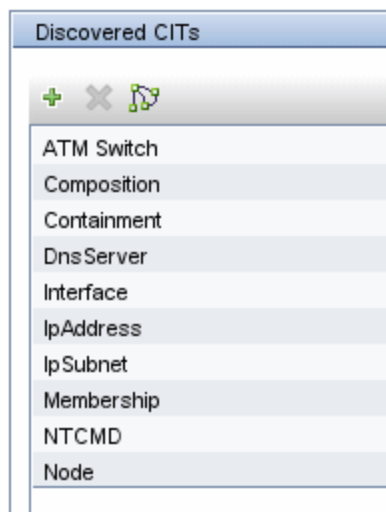 Discovered CITs
ATM Switch
Composition
Containment
DnsServer
Interface
IpAddress
IpSubnet
Membership
NTCMD
Node